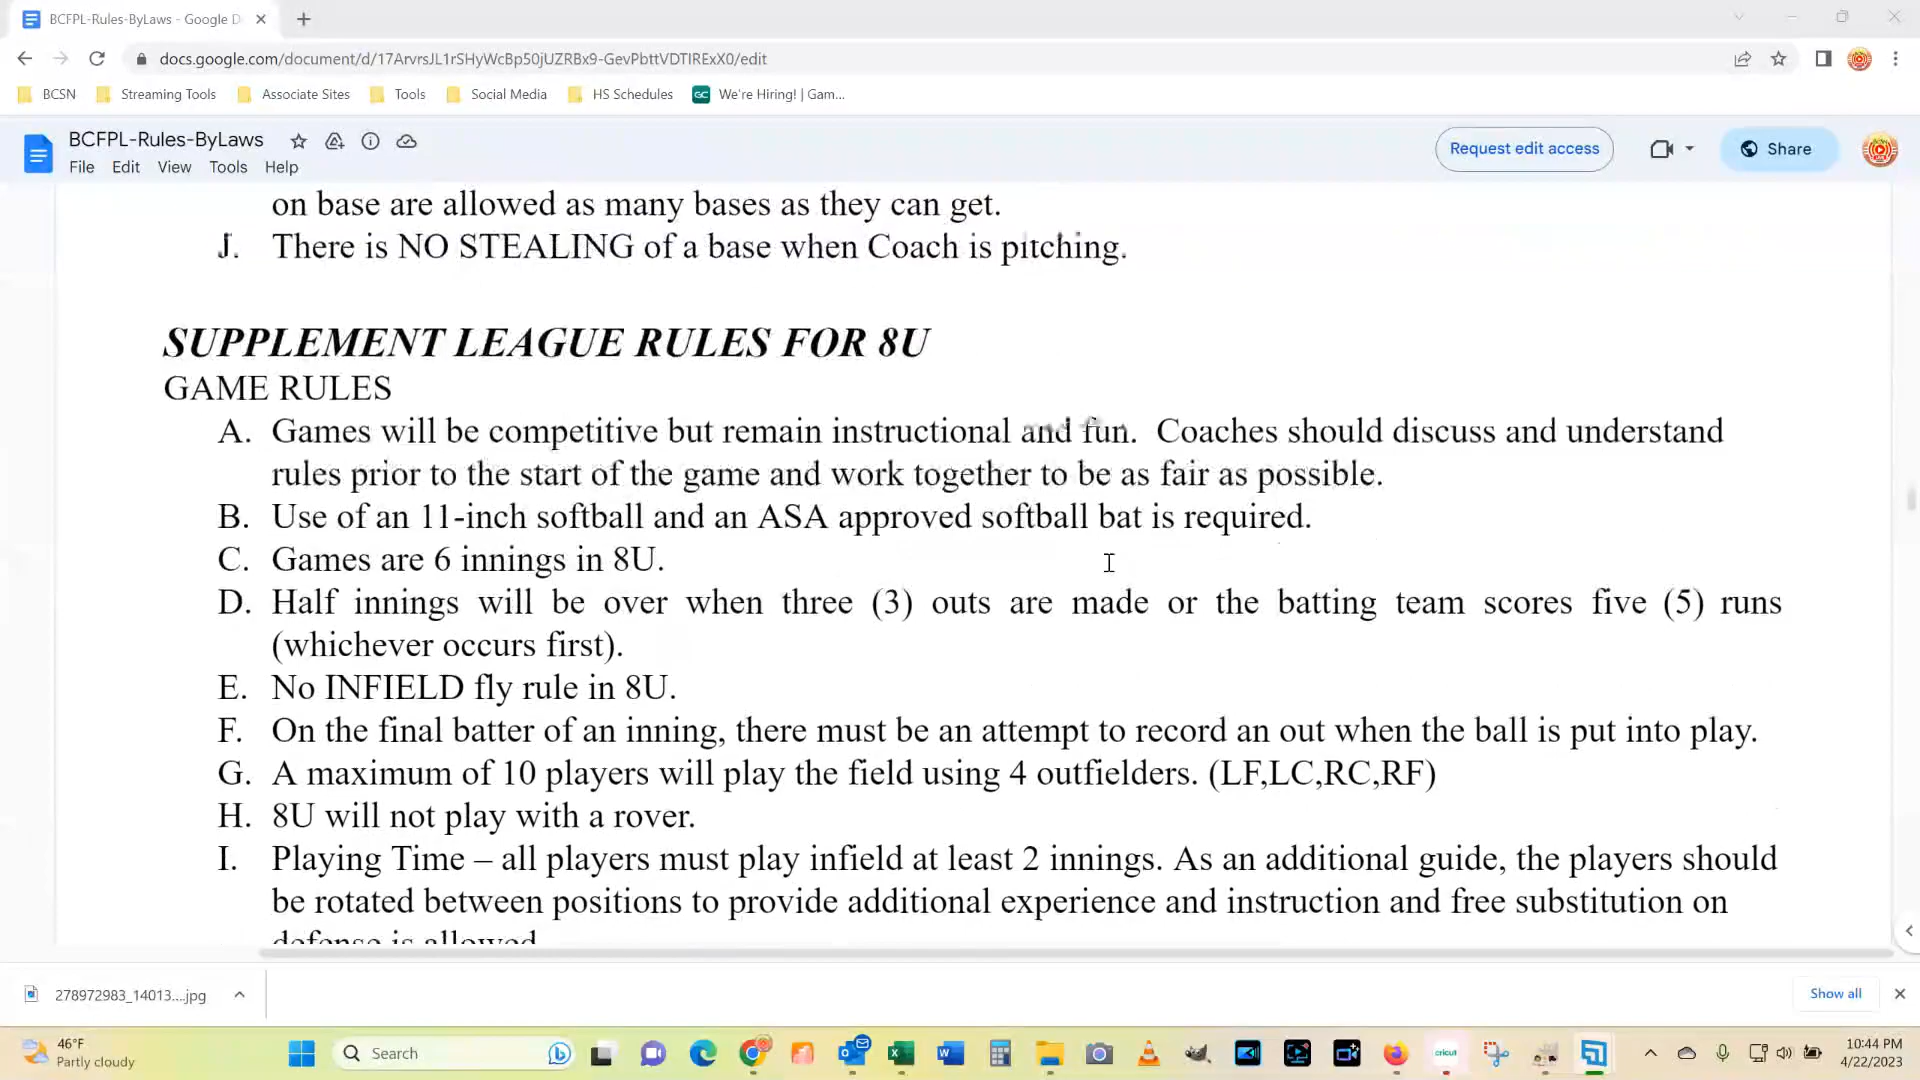 BCFPL-Rules-ByLaws - Google D
docs.google.com/document/d/17ArvrsJL1rSHyWcBp50jUZRBx9-GevPbttVDTIRExX0/edit
BCSN Streaming Tools Associate Sites Tools Social Media HS Schedules GC We're Hiring! | Gam...
BCFPL-Rules-ByLaws
File Edit View Tools Help
Request edit access
Share
on base are allowed as many bases as they can get.
J. There is NO STEALING of a base when Coach is pitching.
SUPPLEMENT LEAGUE RULES FOR 8U
GAME RULES
A. Games will be competitive but remain instructional and fun. Coaches should discuss and understand
rules prior to the start of the game and work together to be as fair as possible.
B. Use of an 11-inch softball and an ASA approved softball bat is required.
C. Games are 6 innings in 8U.
D. Half innings will be over when three (3) outs are made or the batting team scores five (5) runs
(whichever occurs first).
E. No INFIELD fly rule in 8U.
F. On the final batter of an inning, there must be an attempt to record an out when the ball is put into play.
G. A maximum of 10 players will play the field using 4 outfielders. (LF,LC,RC,RF)
H. 8U will not play with a rover.
I. Playing Time – all players must play infield at least 2 innings. As an additional guide, the players should
be rotated between positions to provide additional experience and instruction and free substitution on
defense is allowed
278972983_14013....jpg
Show all
46°F
Partly cloudy
Search
cricut
10:44 PM
4/22/2023